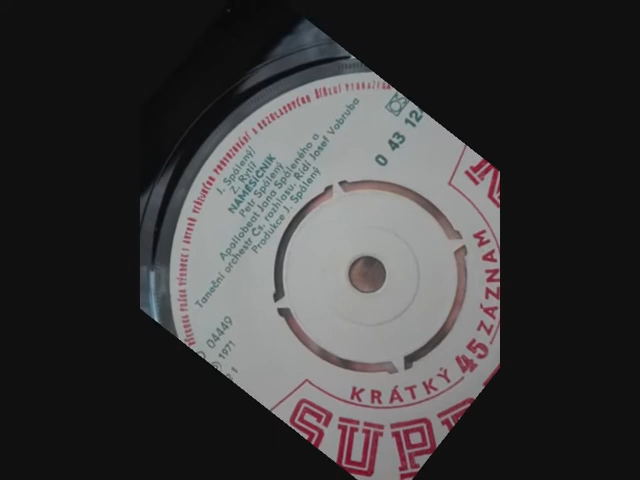 J. Spálený/
Z. Rytíř
NÁMĚSÍČNÍK
Petr Spálený
Apollobeat Jana Spáleného a
Taneční orchestr Čs. rozhlasu. Řídí Josef Vobruba
Produkce J. Spálený
0 43 12
04449
℗ 1971
KRÁTKÝ 45 ZÁZNAM
SUPR